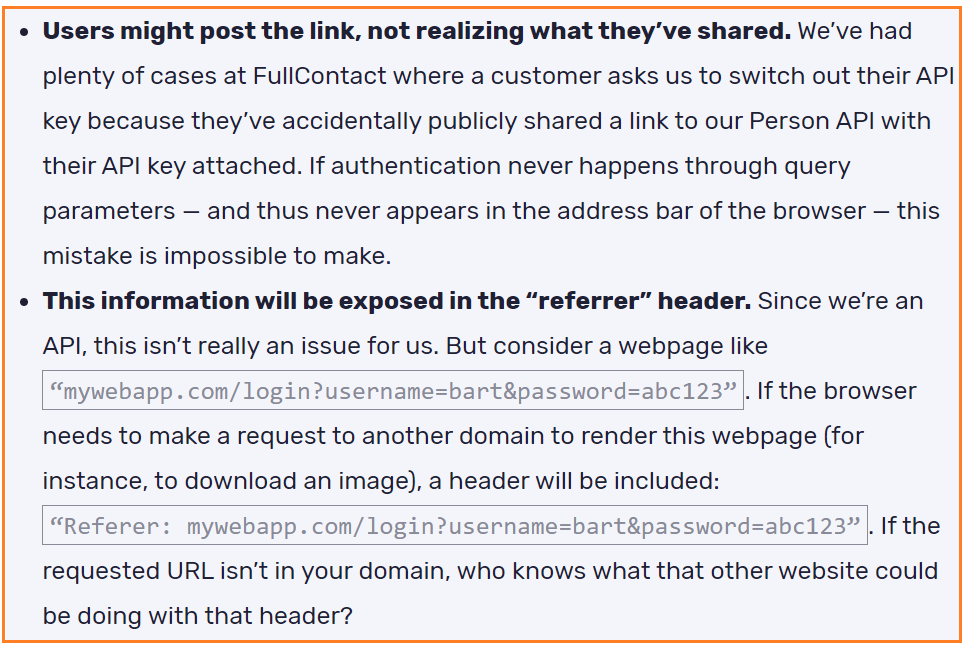 • Users might post the link, not realizing what they’ve shared. We’ve had
plenty of cases at FullContact where a customer asks us to switch out their API
key because they’ve accidentally publicly shared a link to our Person API with
their API key attached. If authentication never happens through query
parameters — and thus never appears in the address bar of the browser — this
mistake is impossible to make.
• This information will be exposed in the “referrer” header. Since we’re an
API, this isn’t really an issue for us. But consider a webpage like
“mywebapp.com/login?username=bart&password=abc123”. If the browser
needs to make a request to another domain to render this webpage (for
instance, to download an image), a header will be included:
“Referer: mywebapp.com/login?username=bart&password=abc123”. If the
requested URL isn’t in your domain, who knows what that other website could
be doing with that header?